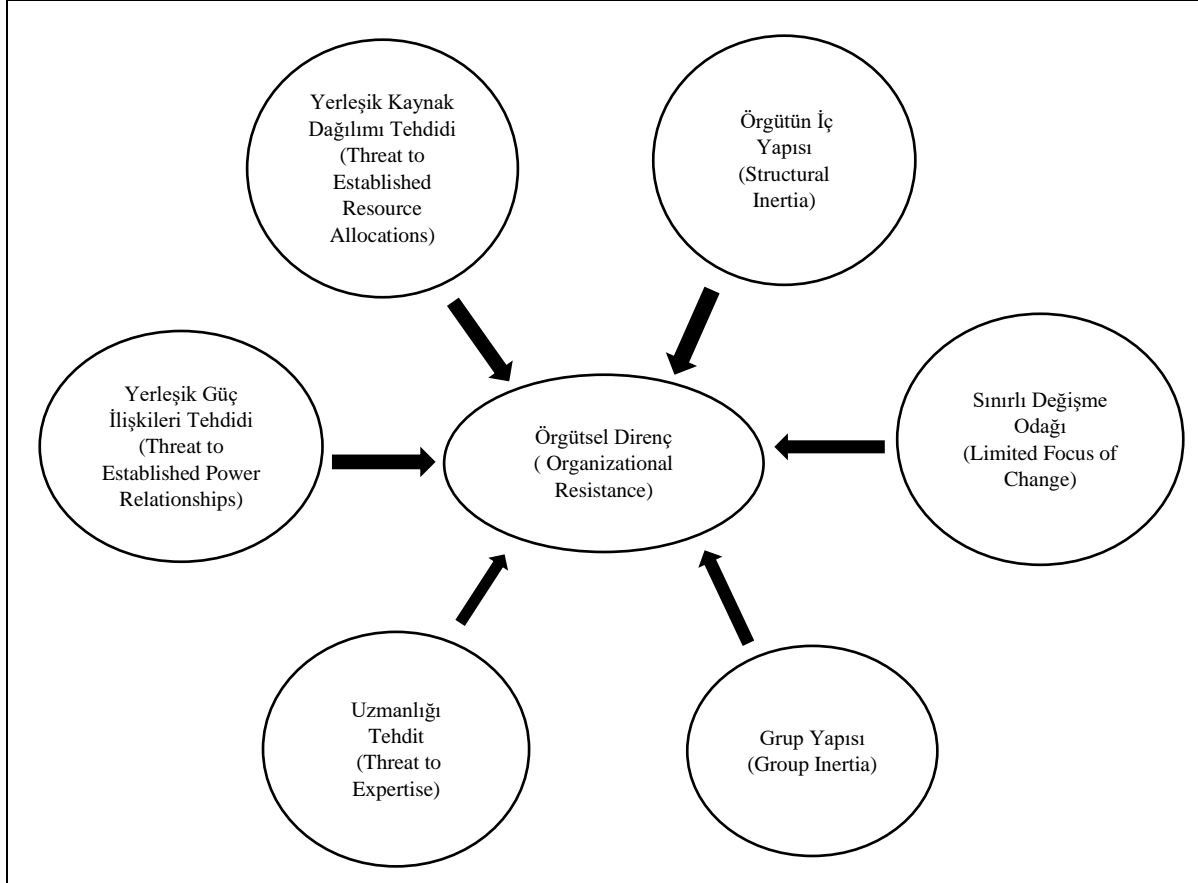 Yerleşik Kaynak
Dağılımı Tehdidi
(Threat to
Established
Resource
Allocations)
Örgütün İç
Yapısı
(Structural
Inertia)
Yerleşik Güç
İlişkileri Tehdidi
(Threat to
Established Power
Relationships)
Örgütsel Direnç
( Organizational
Resistance)
Sınırlı Değişme
Odağı
(Limited Focus of
Change)
Uzmanlığı
Tehdit
(Threat to
Expertise)
Grup Yapısı
(Group Inertia)